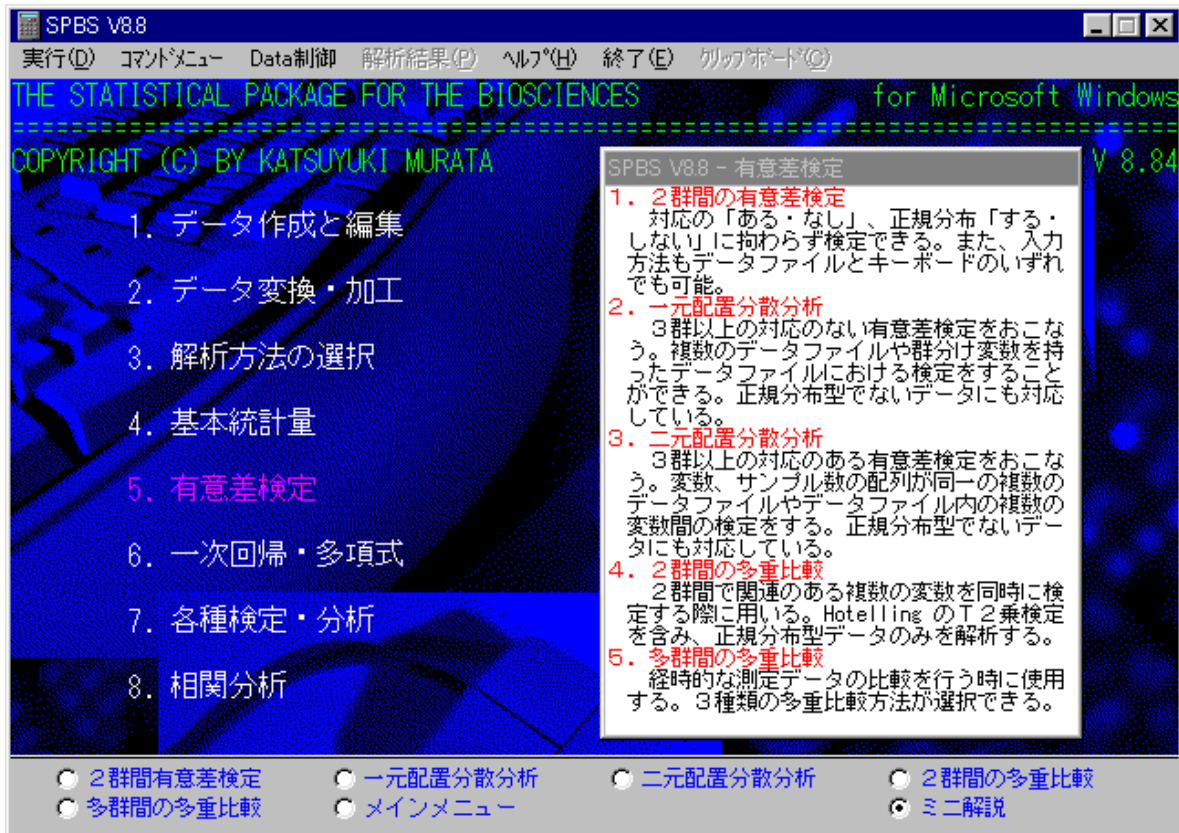 SPBS V8.8
実行(D) コマンドメニュー Data制御 解析結果(P) ヘルプ(H) 終了(E) クリップボード(C)
THE STATISTICAL PACKAGE FOR THE BIOSCIENCES for Microsoft Windows
COPYRIGHT (C) BY KATSUYUKI MURATA V 8.84
1. データ作成と編集
2. データ変換・加工
3. 解析方法の選択
4. 基本統計量
5. 有意差検定
6. 一次回帰・多項式
7. 各種検定・分析
8. 相関分析
SPBS V8.8 - 有意差検定
１．２群間の有意差検定
対応の「ある・なし」、正規分布「する・
しない」に拘わらず検定できる。また、入力
方法もデータファイルとキーボードのいずれ
でも可能。
２．一元配置分散分析
３群以上の対応のない有意差検定をおこな
う。複数のデータファイルや群分け変数を持
ったデータファイルにおける検定をすること
ができる。正規分布型でないデータにも対応
している。
３．二元配置分散分析
３群以上の対応のある有意差検定をおこな
う。変数、サンプル数の配列が同一の複数の
データファイルやデータファイル内の複数の
変数間の検定をする。正規分布型でないデー
タにも対応している。
４．２群間の多重比較
２群間で関連のある複数の変数を同時に検
定する際に用いる。Hotelling のＴ２乗検定
を含み、正規分布型データのみを解析する。
５．多群間の多重比較
経時的な測定データの比較を行う時に使用
する。３種類の多重比較方法が選択できる。
２群間有意差検定 一元配置分散分析 二元配置分散分析 ２群間の多重比較
多群間の多重比較 メインメニュー ミニ解説